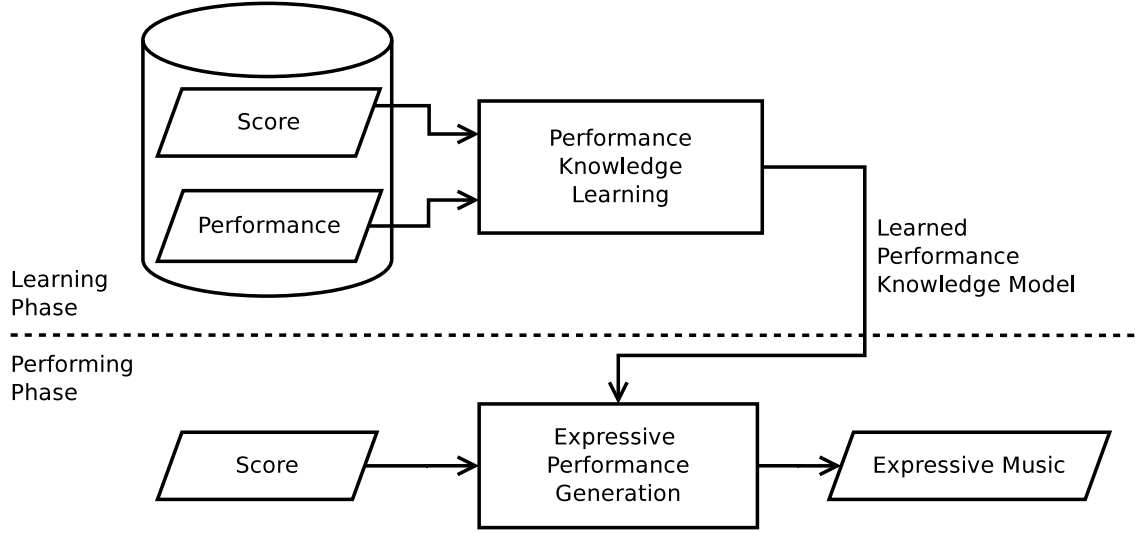 Score
Performance
Performance
Knowledge
Learning
Learned
Performance
Knowledge Model
Learning
Phase
Performing
Phase
Score
Expressive
Performance
Generation
Expressive Music